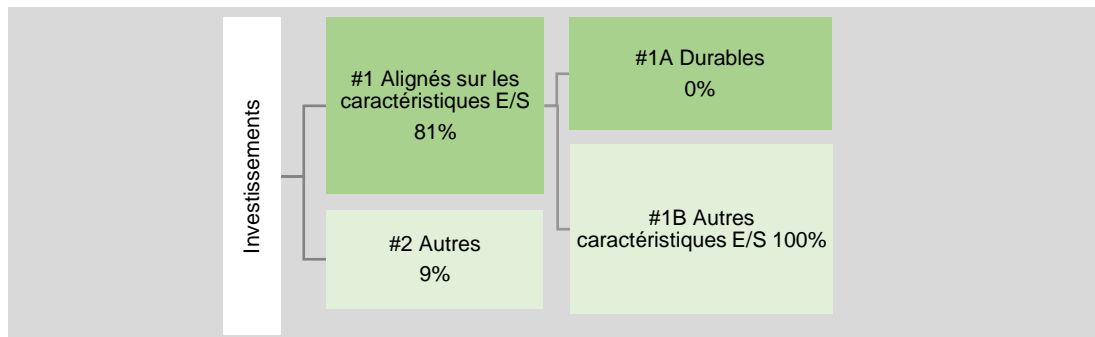 Investissements
#1 Alignés sur les
caractéristiques E/S
81%
#2 Autres
9%
#1A Durables
0%
#1B Autres
caractéristiques E/S 100%